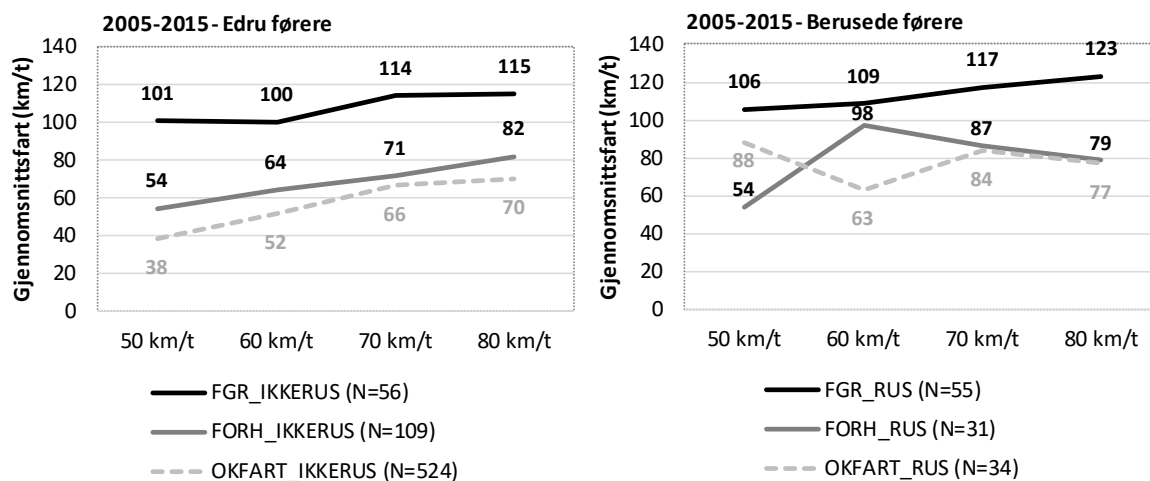 2005-2015 - Edru førere
Gjennomsnittsfart (km/t)
140
120
100
80
60
40
20
0
101
100
114
115
54
64
71
82
38
52
66
70
50 km/t
60 km/t
70 km/t
80 km/t
FGR_IKKERUS (N=56)
FORH_IKKERUS (N=109)
OKFART_IKKERUS (N=524)
2005-2015 - Berusede førere
Gjennomsnittsfart (km/t)
140
120
100
80
60
40
20
0
106
109
117
123
54
98
87
79
88
63
84
77
50 km/t
60 km/t
70 km/t
80 km/t
FGR_RUS (N=55)
FORH_RUS (N=31)
OKFART_RUS (N=34)